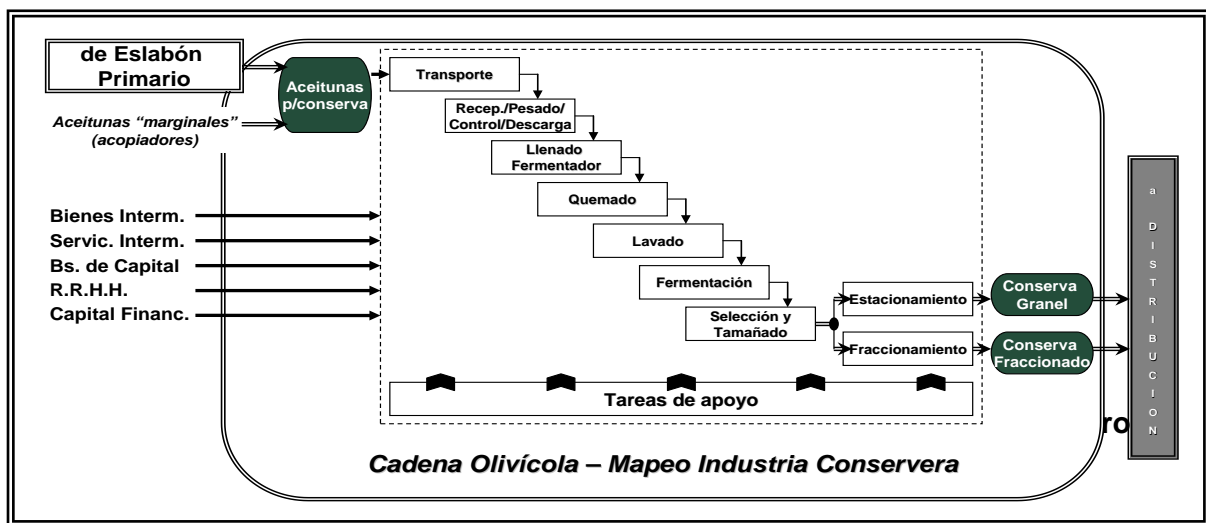 de Eslabón
Primario
Aceitunas “marginales”
(acopiadores)
Aceitunas
p/conserva
Transporte
Recep./Pesado/
Control/Descarga
Llenado
Fermentador
Quemado
Lavado
Fermentación
Selección y
Tamañado
Estacionamiento
Fraccionamiento
Conserva
Granel
Conserva
Fraccionado
Bienes Interm.
Servic. Interm.
Bs. de Capital
R.R.H.H.
Capital Financ.
Tareas de apoyo
a DISTRIBUCION
ro
Cadena Olivícola – Mapeo Industria Conservera